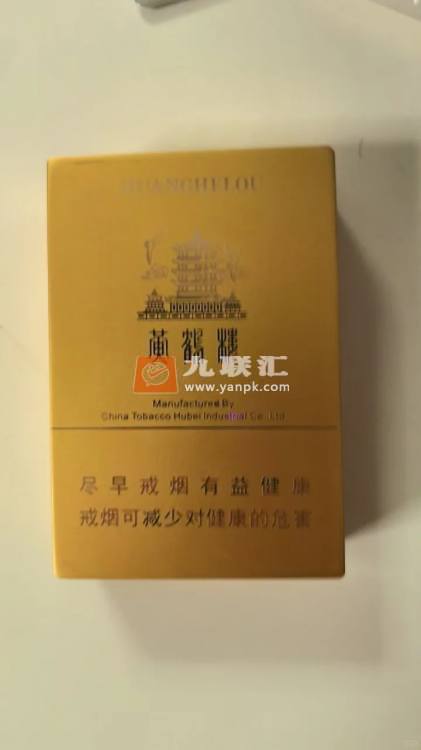 HUANGHELOU
黄鹤楼
九联汇
www.yanpk.com
Manufactured By
China Tobacco Hubei Industrial Co.,Ltd
尽早戒烟有益健康
戒烟可减少对健康的危害